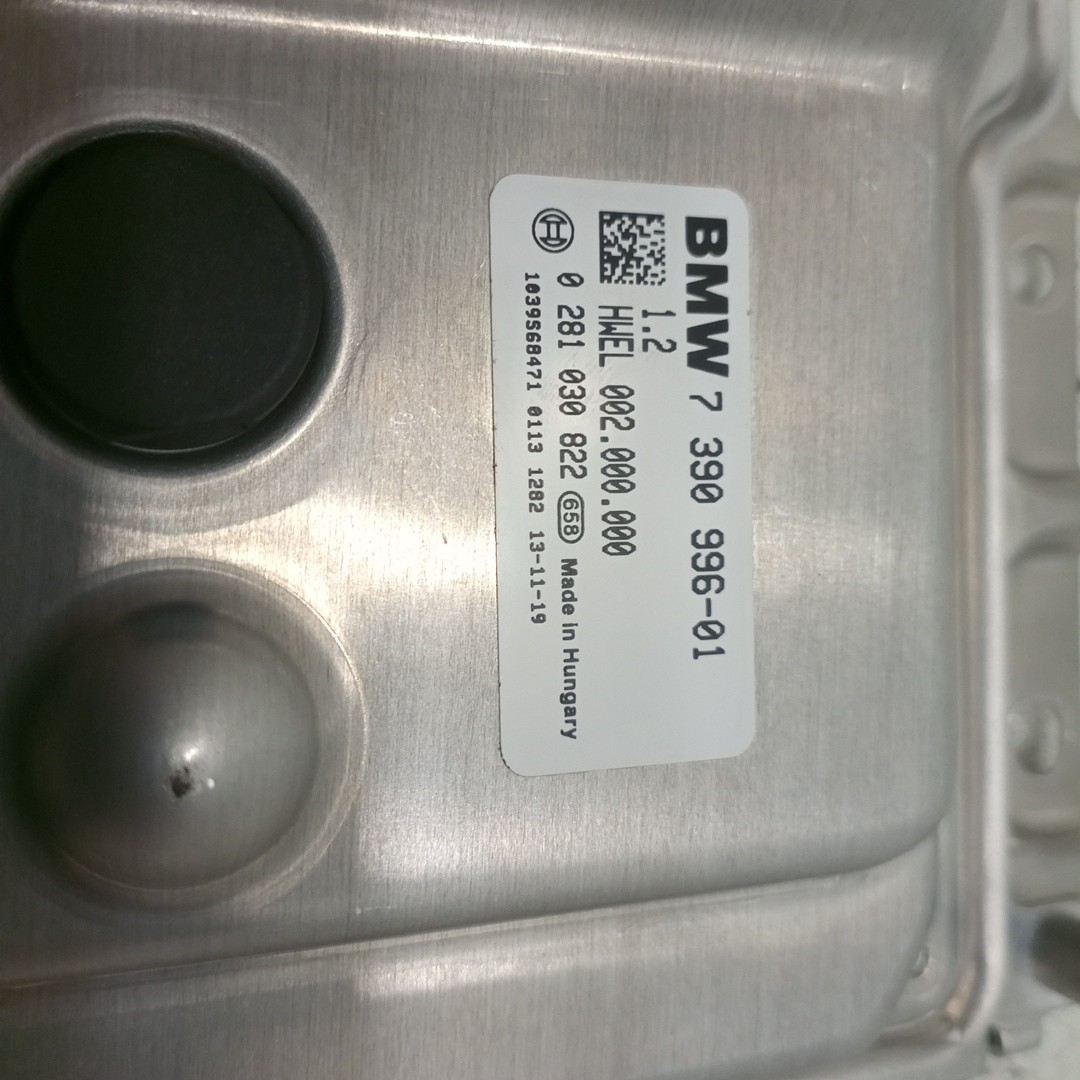 BMW 7 390 996-01
1.2
HWEL 002.000.000
0 281 030 822 658 Made in Hungary
1039S68471 0113 1282 13-11-19